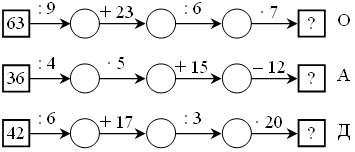 63 : 9 + 23 : 6 · 7 ? О
36 : 4 · 5 + 15 − 12 ? А
42 : 6 + 17 : 3 · 20 ? Д